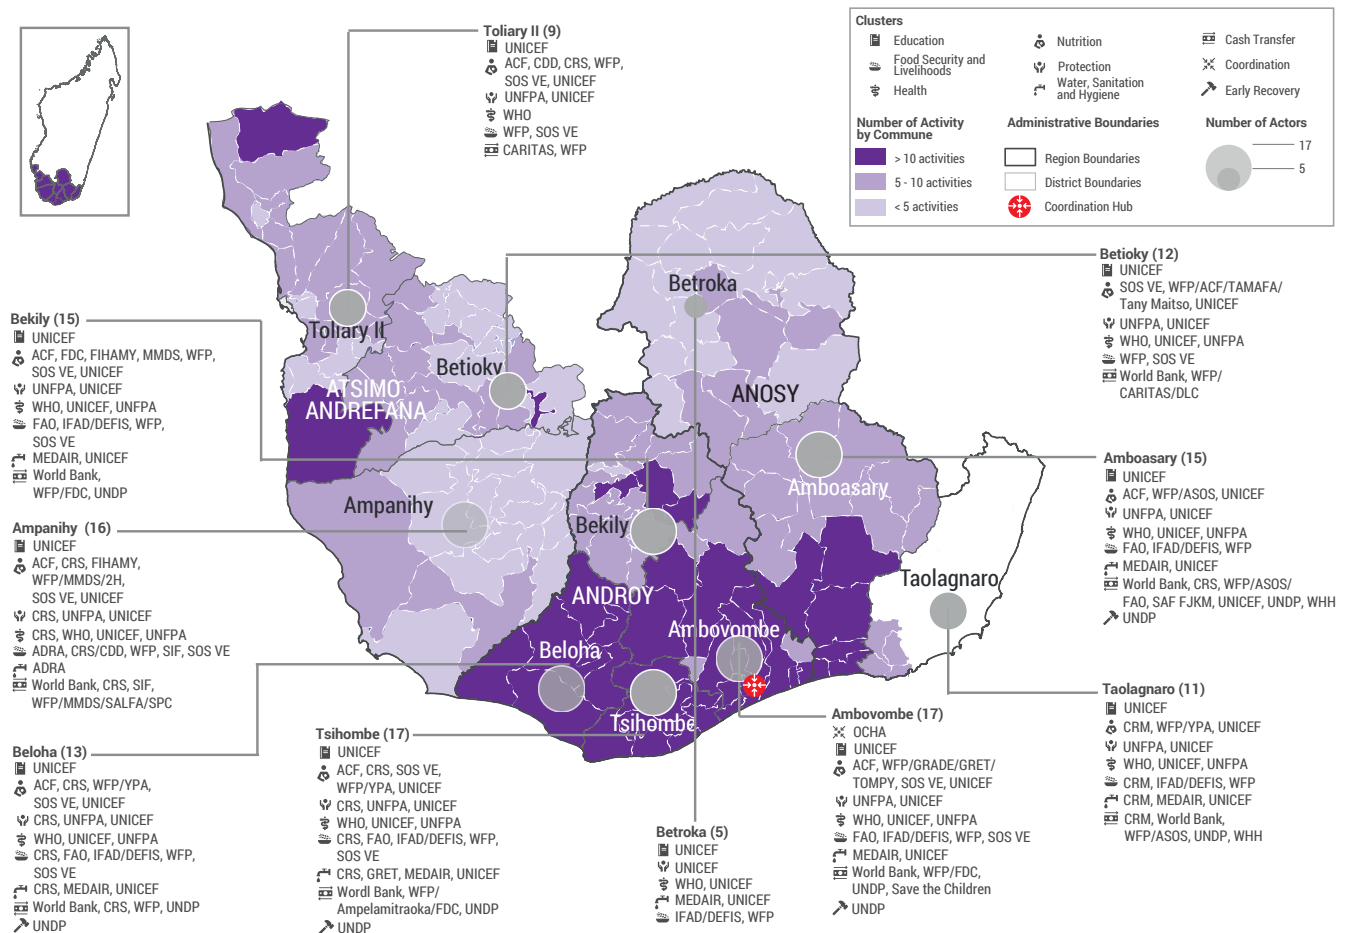 Toliary II (9)
UNICEF
ACF, CDD, CRS, WFP,
SOS VE, UNICEF
UNFPA, UNICEF
WHO
WFP, SOS VE
CARITAS, WFP
Clusters
Education
Food Security and
Livelihoods
Health
Nutrition
Protection
Water, Sanitation
and Hygiene
Cash Transfer
Coordination
Early Recovery
Number of Activity
by Commune
> 10 activities
5 - 10 activities
< 5 activities
Administrative Boundaries
Region Boundaries
District Boundaries
Coordination Hub
Number of Actors
17
5
Betioky (12)
UNICEF
SOS VE, WFP/ACF/TAMAFA/
Tany Maitso, UNICEF
UNFPA, UNICEF
WHO, UNICEF, UNFPA
WFP, SOS VE
World Bank, WFP/
CARITAS/DLC
Bekily (15)
UNICEF
ACF, FDC, FIHAMY, MMDS, WFP,
SOS VE, UNICEF
UNFPA, UNICEF
WHO, UNICEF, UNFPA
FAO, IFAD/DEFIS, WFP,
SOS VE
MEDAIR, UNICEF
World Bank,
WFP/FDC, UNDP
Betroka
Toliary II
Betioky
ATSIMO
ANDREFANA
ANOSY
Amboasary
Ampanihy
Bekily
Taolagnaro
ANDROY
Ambovombe
Beloha
Tsihombe
Amboasary (15)
UNICEF
ACF, WFP/ASOS, UNICEF
UNFPA, UNICEF
WHO, UNICEF, UNFPA
FAO, IFAD/DEFIS, WFP
MEDAIR, UNICEF
World Bank, CRS, WFP/ASOS/
FAO, SAF FJKM, UNICEF, UNDP, WHH
UNDP
Ampanihy (16)
UNICEF
ACF, CRS, FIHAMY,
WFP/MMDS/2H,
SOS VE, UNICEF
CRS, UNFPA, UNICEF
CRS, WHO, UNICEF, UNFPA
ADRA, CRS/CDD, WFP, SIF, SOS VE
ADRA
World Bank, CRS, SIF,
WFP/MMDS/SALFA/SPC
Taolagnaro (11)
UNICEF
CRM, WFP/YPA, UNICEF
UNFPA, UNICEF
WHO, UNICEF, UNFPA
CRM, IFAD/DEFIS, WFP
CRM, MEDAIR, UNICEF
CRM, World Bank,
WFP/ASOS, UNDP, WHH
Beloha (13)
UNICEF
ACF, CRS, WFP/YPA,
SOS VE, UNICEF
CRS, UNFPA, UNICEF
WHO, UNICEF, UNFPA
CRS, FAO, IFAD/DEFIS, WFP,
SOS VE
CRS, MEDAIR, UNICEF
World Bank, CRS, WFP, UNDP
UNDP
Tsihombe (17)
UNICEF
ACF, CRS, SOS VE,
WFP/YPA, UNICEF
CRS, UNFPA, UNICEF
WHO, UNICEF, UNFPA
CRS, FAO, IFAD/DEFIS, WFP,
SOS VE
CRS, GRET, MEDAIR, UNICEF
Wordl Bank, WFP/
Ampelamitraoka/FDC, UNDP
UNDP
Betroka (5)
UNICEF
UNICEF
WHO, UNICEF
MEDAIR, UNICEF
IFAD/DEFIS, WFP
Ambovombe (17)
OCHA
UNICEF
ACF, WFP/GRADE/GRET/
TOMPY, SOS VE, UNICEF
UNFPA, UNICEF
WHO, UNICEF, UNFPA
FAO, IFAD/DEFIS, WFP, SOS VE
MEDAIR, UNICEF
World Bank, WFP/FDC,
UNDP, Save the Children
UNDP